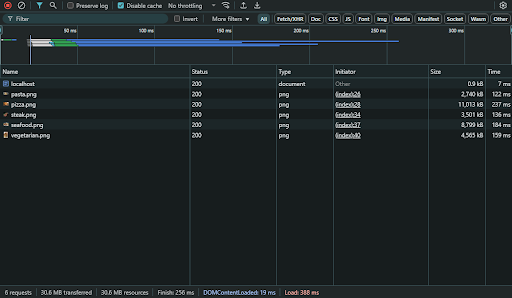 Preserve log Disable cache No throttling
Filter Invert More filters All Fetch/XHR Doc CSS JS Font Img Media Manifest Socket Wasm Other
50 ms 100 ms 150 ms 200 ms 250 ms 300 ms
Name Status Type Initiator Size Time
localhost 200 document Other 0.9 kB 7 ms
pasta.png 200 png (index):26 2,740 kB 122 ms
pizza.png 200 png (index):28 11,013 kB 237 ms
steak.png 200 png (index):34 3,501 kB 136 ms
seafood.png 200 png (index):37 8,799 kB 184 ms
vegetarian.png 200 png (index):40 4,565 kB 159 ms
6 requests 30.6 MB transferred 30.6 MB resources Finish: 256 ms DOMContentLoaded: 19 ms Load: 388 ms